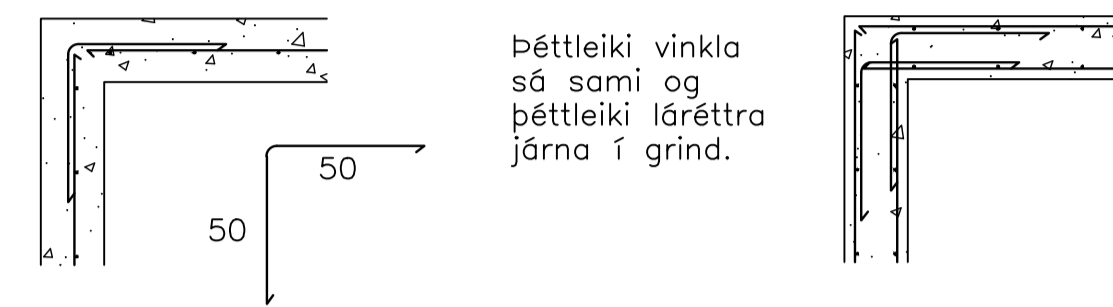 Þéttleiki vinkla
sá sami og
þéttleiki láréttra
járna í grind.
50
50